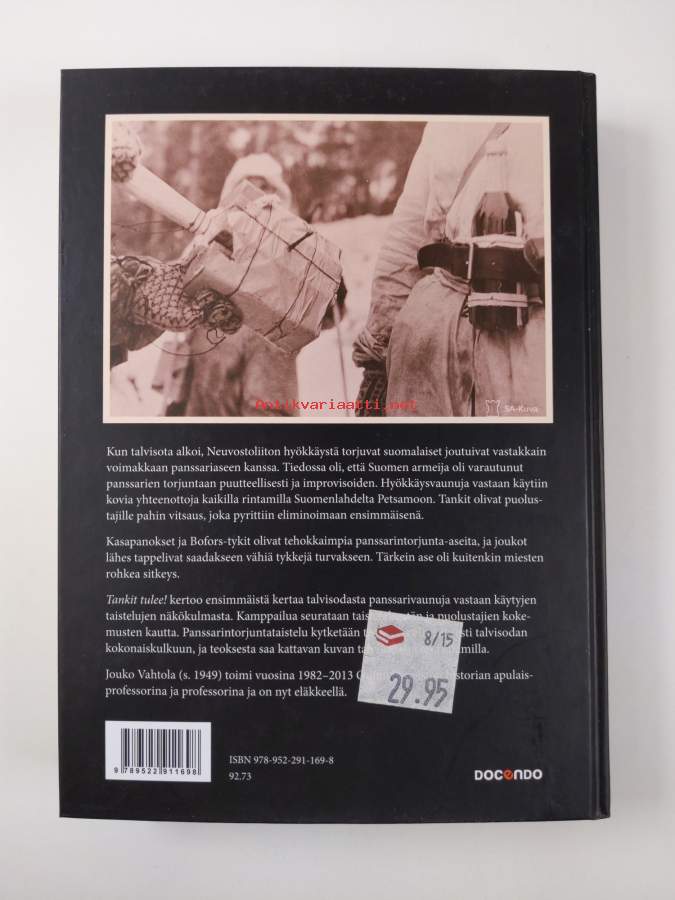 Antikvariaatti.net
SA-Kuva
Kun talvisota alkoi, Neuvostoliiton hyökkäystä torjuvat suomalaiset joutuivat vastakkain
voimakkaan panssariaseen kanssa. Tiedossa oli, että Suomen armeija oli varautunut
panssarien torjuntaan puutteellisesti ja improvisoiden. Hyökkäysvaunuja vastaan käytiin
kovia yhteenottoja kaikilla rintamilla Suomenlahdelta Petsamoon. Tankit olivat puolus-
tajille pahin vitsaus, joka pyrittiin eliminoimaan ensimmäisenä.
Kasapanokset ja Bofors-tykit olivat tehokkaimpia panssarintorjunta-aseita, ja joukot
lähes tappelivat saadakseen vähiä tykkejä turvakseen. Tärkein ase oli kuitenkin miesten
rohkea sitkeys.
Tankit tulee! kertoo ensimmäistä kertaa talvisodasta panssarivaunuja vastaan käytyjen
taistelujen näkökulmasta. Kamppailua seurataan ja puolustajien koke-
musten kautta. Panssarintorjuntataistelu kytketään talvisodan
kokonaiskulkuun, ja teoksesta saa kattavan kuvan
Jouko Vahtola (s. 1949) toimi vuosina 1982–2013 apulais-
professorina ja professorina ja on nyt eläkkeellä.
8/15
29.95
9 789522 911698
ISBN 978-952-291-169-8
92.73
DOCENDO